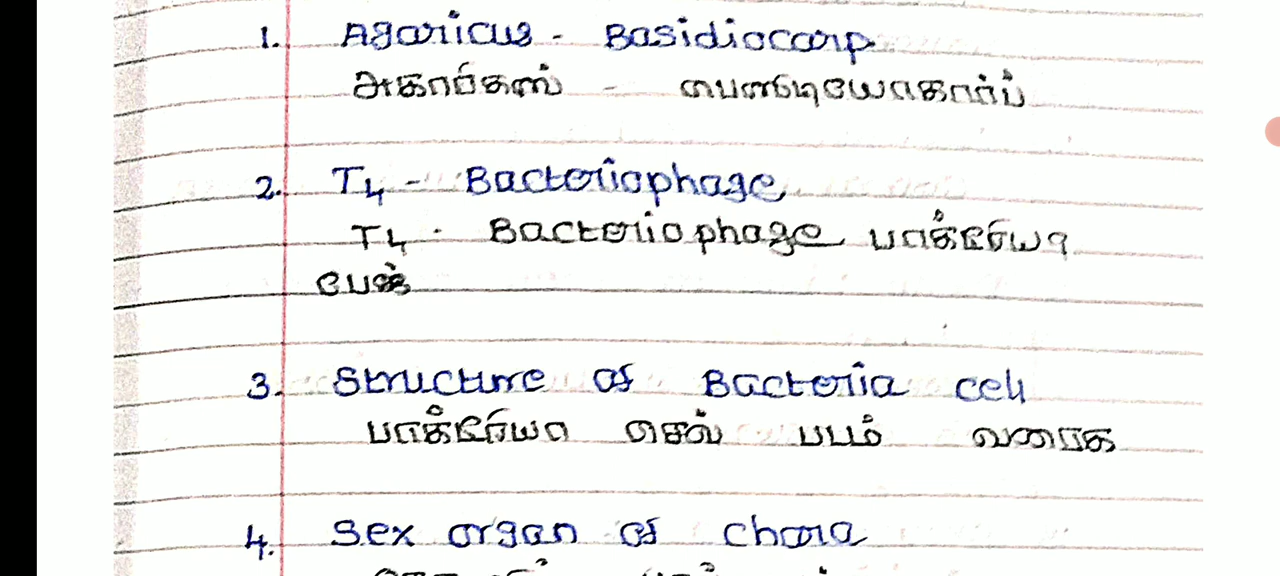 1. Agaricus - Basidiocarp
அகாரிகஸ் - பெஸிடியோகார்ப்
2. T4 - Bacteriophage
T4 - Bacteriophage பாக்டீரியா
பேஜ்
3. Structure of Bacteria cell
பாக்டீரியா செல் படம் வரைக
4. Sex organ of Chara